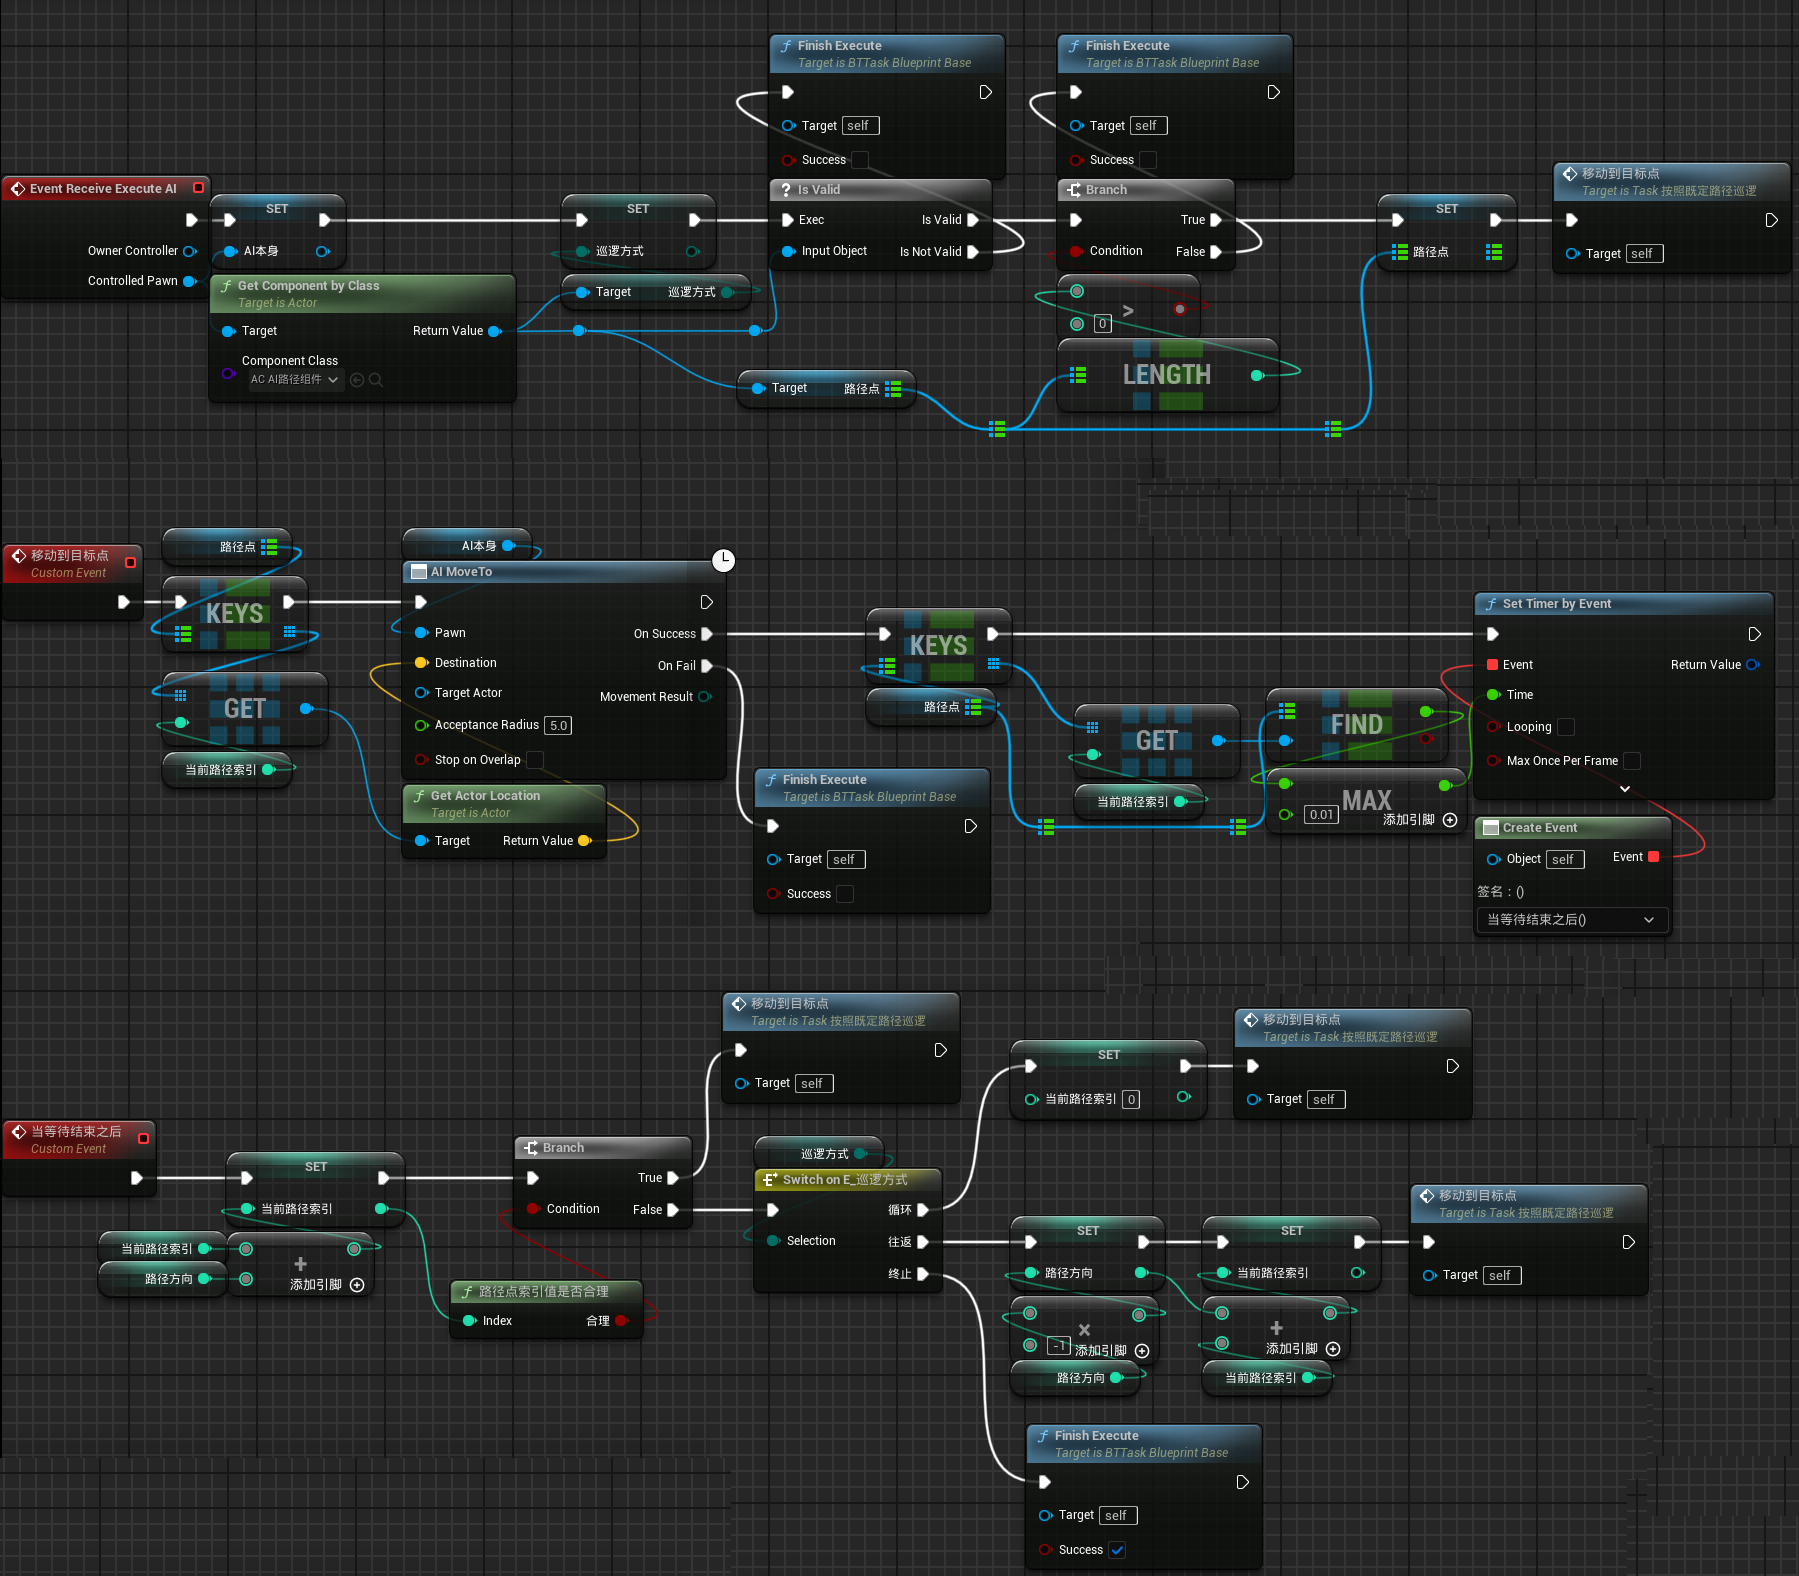 Event Receive Execute AI
Owner Controller
Controlled Pawn
SET
AI本身
Get Component by Class
Target is Actor
Target
Return Value
Component Class
AC AI路径组件
SET
巡逻方式
Target
巡逻方式
Finish Execute
Target is BTTask Blueprint Base
Target self
Success
? Is Valid
Exec
Is Valid
Input Object
Is Not Valid
Target
路径点
Finish Execute
Target is BTTask Blueprint Base
Target self
Success
Branch
True
Condition
False
>
0
LENGTH
SET
路径点
移动到目标点
Target is Task 按照既定路径巡逻
Target self
移动到目标点
Custom Event
路径点
KEYS
GET
当前路径索引
AI本身
AI MoveTo
Pawn
On Success
Destination
On Fail
Target Actor
Movement Result
Acceptance Radius 5.0
Stop on Overlap
Get Actor Location
Target is Actor
Target
Return Value
Finish Execute
Target is BTTask Blueprint Base
Target self
Success
KEYS
路径点
GET
当前路径索引
FIND
MAX
0.01
添加引脚
Set Timer by Event
Event
Return Value
Time
Looping
Max Once Per Frame
Create Event
Object self
Event
签名：()
当等待结束之后()
当等待结束之后
Custom Event
SET
当前路径索引
当前路径索引
路径方向
+
添加引脚
Branch
True
Condition
False
路径点索引值是否合理
Index
合理
移动到目标点
Target is Task 按照既定路径巡逻
Target self
巡逻方式
Switch on E_巡逻方式
循环
Selection
往返
终止
SET
当前路径索引 0
移动到目标点
Target is Task 按照既定路径巡逻
Target self
SET
路径方向
×
-1
添加引脚
路径方向
SET
当前路径索引
+
添加引脚
当前路径索引
移动到目标点
Target is Task 按照既定路径巡逻
Target self
Finish Execute
Target is BTTask Blueprint Base
Target self
Success